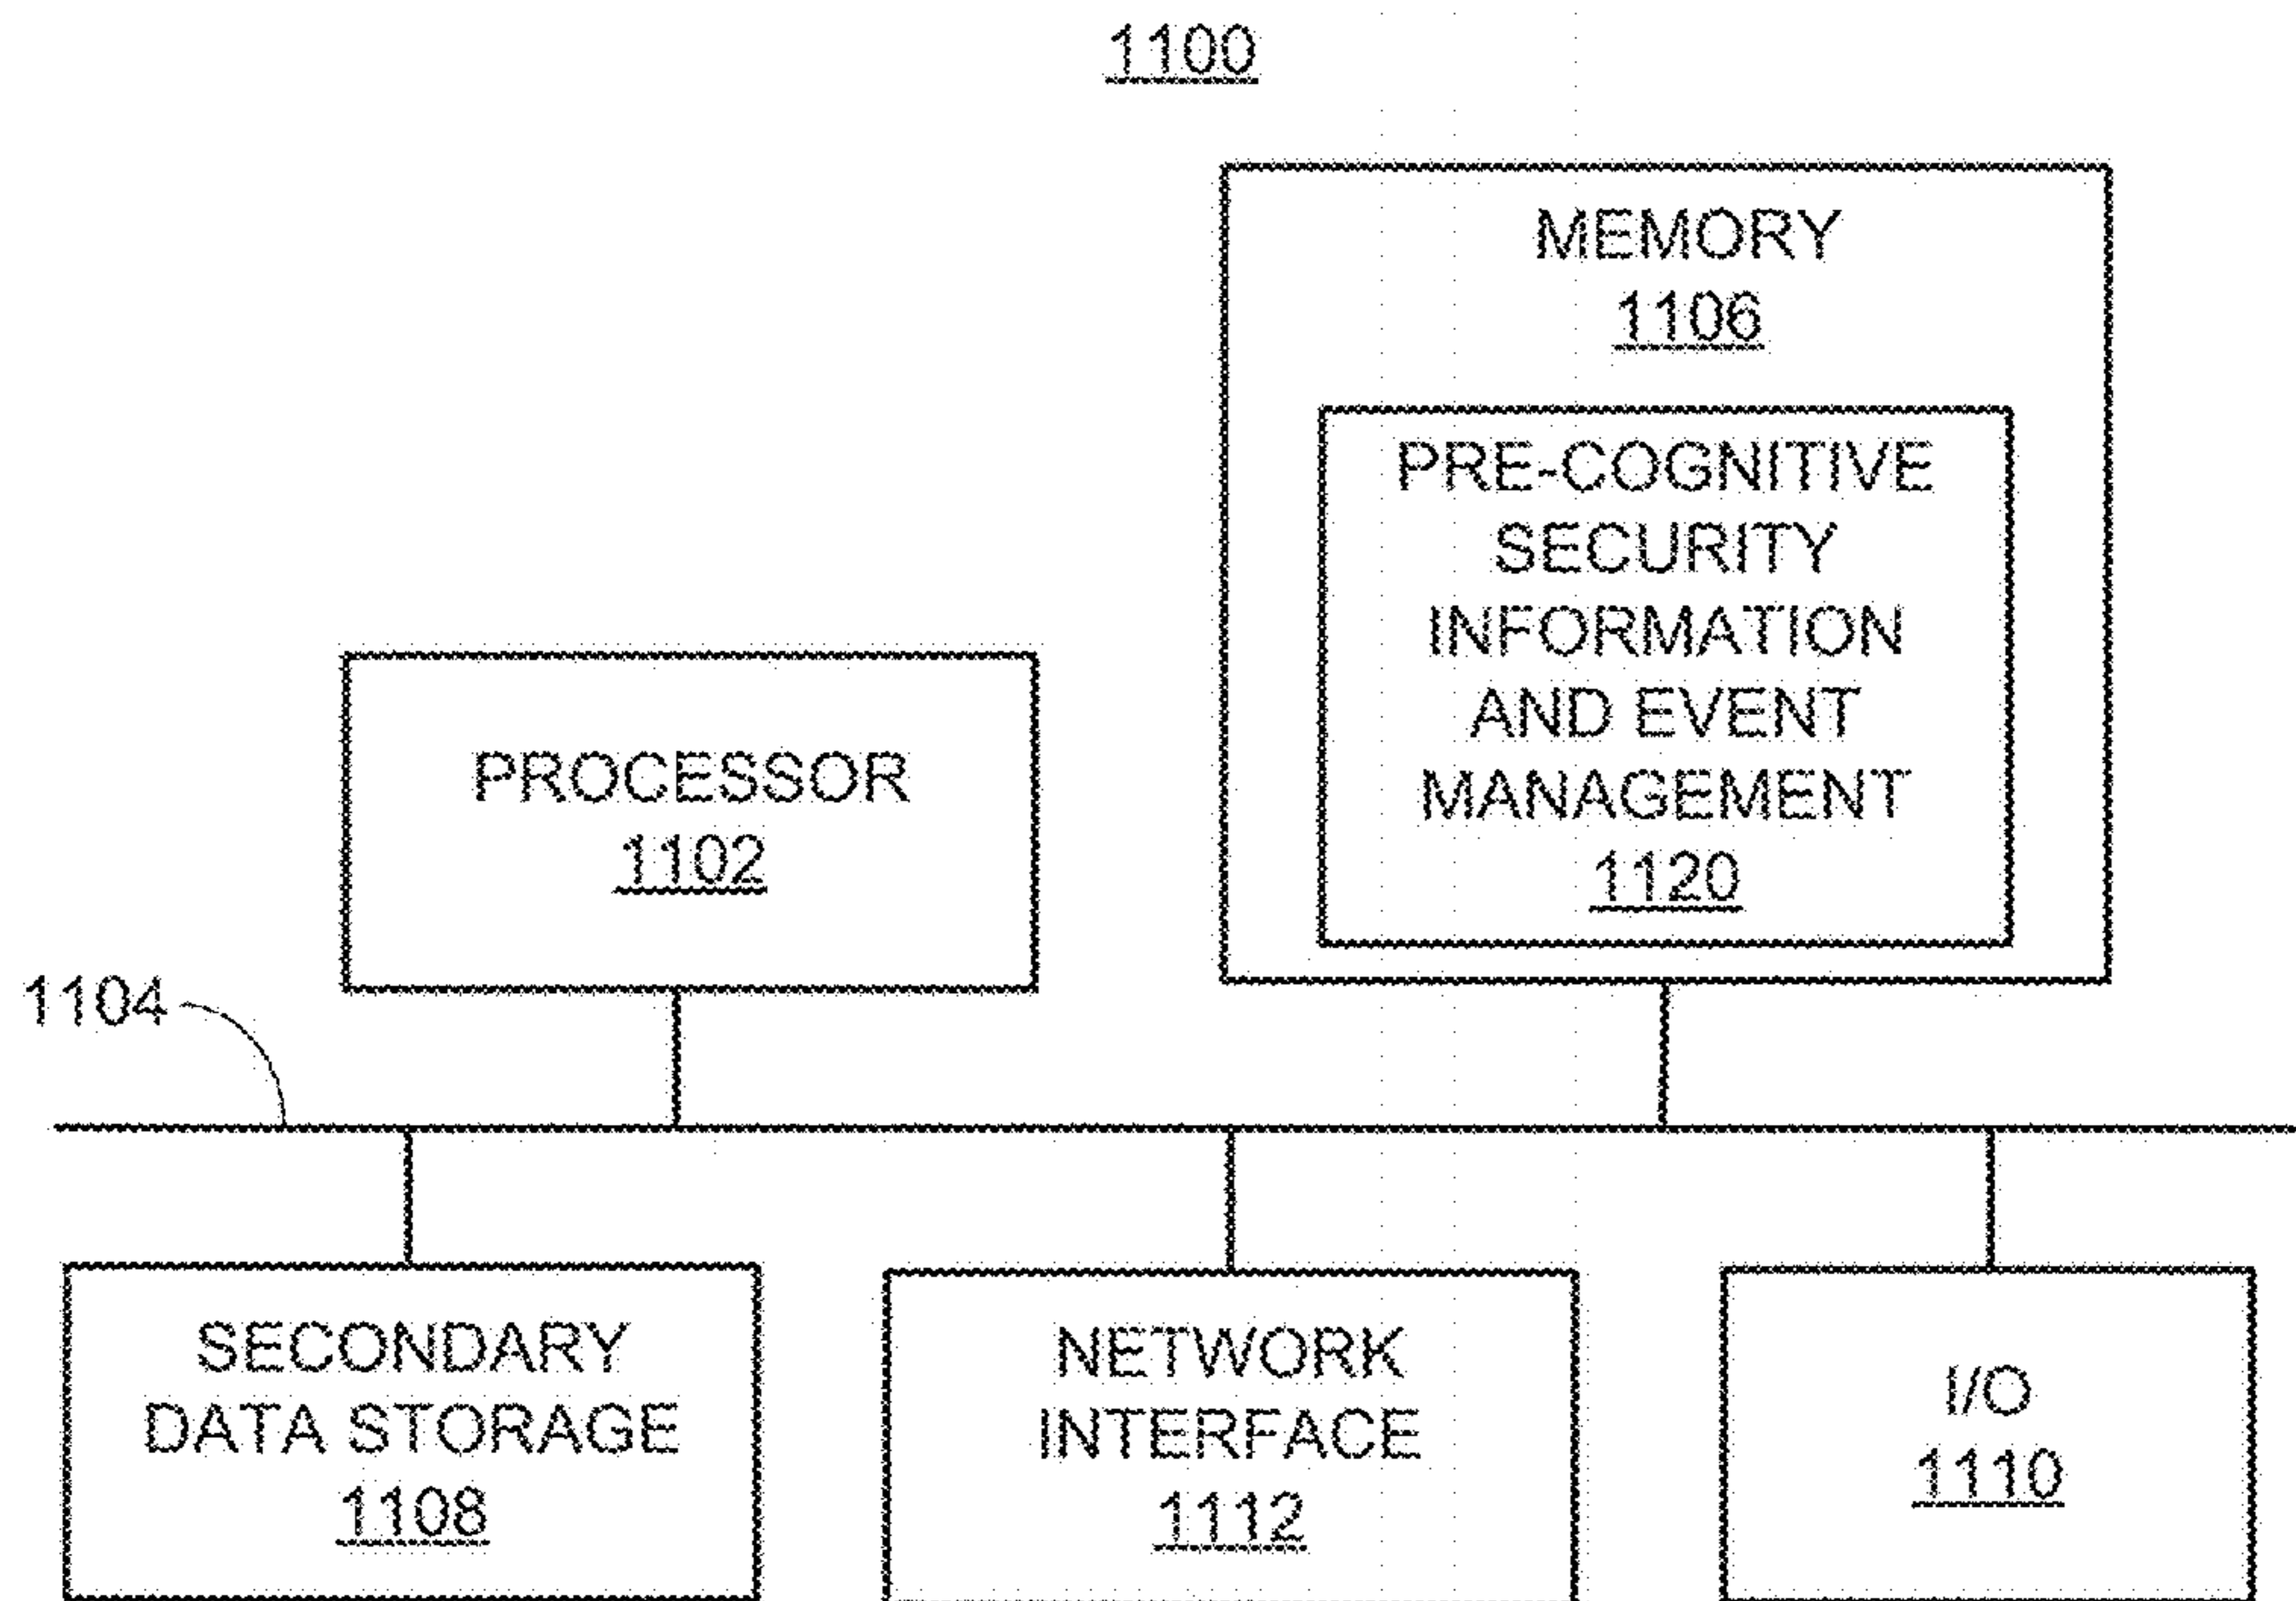 1100
MEMORY
1106
PRE-COGNITIVE
SECURITY
INFORMATION
AND EVENT
MANAGEMENT
1120
PROCESSOR
1102
1104
SECONDARY
DATA STORAGE
1108
NETWORK
INTERFACE
1112
I/O
1110